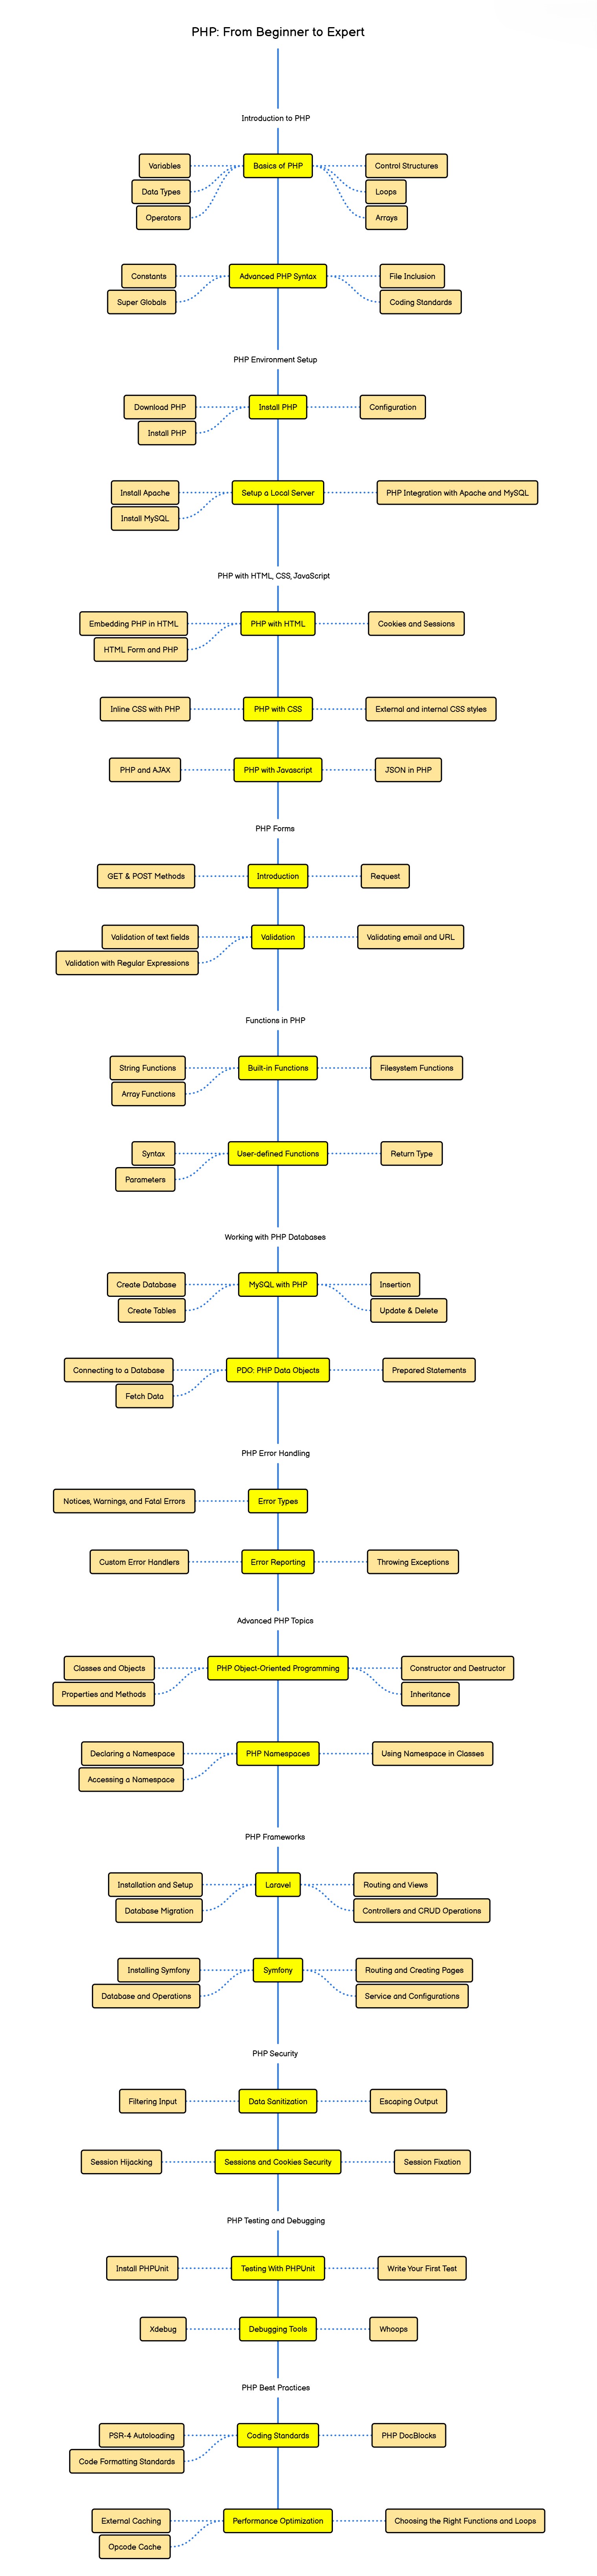 PHP: From Beginner to Expert
Introduction to PHP
Variables
Basics of PHP
Control Structures
Data Types
Loops
Operators
Arrays
Constants
Advanced PHP Syntax
File Inclusion
Super Globals
Coding Standards
PHP Environment Setup
Download PHP
Install PHP
Configuration
Install PHP
Install Apache
Setup a Local Server
PHP Integration with Apache and MySQL
Install MySQL
PHP with HTML, CSS, JavaScript
Embedding PHP in HTML
PHP with HTML
Cookies and Sessions
HTML Form and PHP
Inline CSS with PHP
PHP with CSS
External and internal CSS styles
PHP and AJAX
PHP with Javascript
JSON in PHP
PHP Forms
GET & POST Methods
Introduction
Request
Validation of text fields
Validation
Validating email and URL
Validation with Regular Expressions
Functions in PHP
String Functions
Built-in Functions
Filesystem Functions
Array Functions
Syntax
User-defined Functions
Return Type
Parameters
Working with PHP Databases
Create Database
MySQL with PHP
Insertion
Create Tables
Update & Delete
Connecting to a Database
PDO: PHP Data Objects
Prepared Statements
Fetch Data
PHP Error Handling
Notices, Warnings, and Fatal Errors
Error Types
Custom Error Handlers
Error Reporting
Throwing Exceptions
Advanced PHP Topics
Classes and Objects
PHP Object-Oriented Programming
Constructor and Destructor
Properties and Methods
Inheritance
Declaring a Namespace
PHP Namespaces
Using Namespace in Classes
Accessing a Namespace
PHP Frameworks
Installation and Setup
Laravel
Routing and Views
Database Migration
Controllers and CRUD Operations
Installing Symfony
Symfony
Routing and Creating Pages
Database and Operations
Service and Configurations
PHP Security
Filtering Input
Data Sanitization
Escaping Output
Session Hijacking
Sessions and Cookies Security
Session Fixation
PHP Testing and Debugging
Install PHPUnit
Testing With PHPUnit
Write Your First Test
Xdebug
Debugging Tools
Whoops
PHP Best Practices
PSR-4 Autoloading
Coding Standards
PHP DocBlocks
Code Formatting Standards
External Caching
Performance Optimization
Choosing the Right Functions and Loops
Opcode Cache